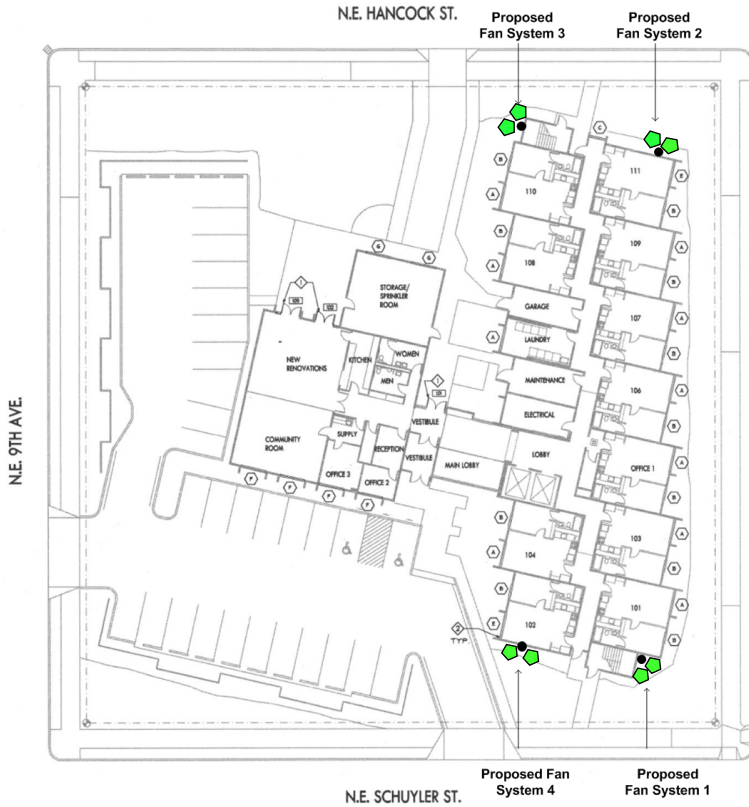 N.E. HANCOCK ST.
Proposed
Fan System 3
Proposed
Fan System 2
C
B
111
E
A
110
B
B
109
A
G
G
B
108
B
A
1
STORAGE/
SPRINKLER
ROOM
GARAGE
107
A
A
LAUNDRY
B
NEW
RENOVATIONS
KITCHEN
WOMEN
MEN
1
MAINTENANCE
106
A
ELECTRICAL
B
N.E. 9TH AVE.
VESTIBULE
SUPPLY
COMMUNITY
ROOM
RECEPTION
VESTIBULE
MAIN LOBBY
LOBBY
OFFICE 1
A
OFFICE 3
OFFICE 2
F
F
F
F
B
B
103
A
A
104
B
B
101
A
E
102
B
2
TYP.
Proposed Fan
System 4
Proposed
Fan System 1
N.E. SCHUYLER ST.